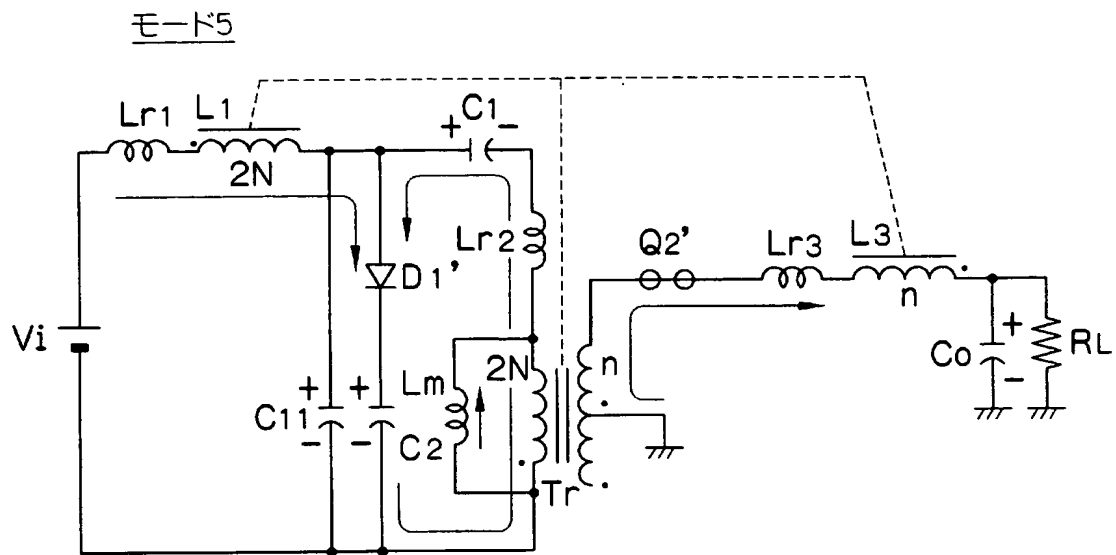 モード5
Lr1
L1
2N
C1
+
-
Lr2
D1'
Q2'
Lr3
L3
n
Vi
+
-
C11
+
-
C2
Lm
2N
n
Tr
Co
+
-
RL